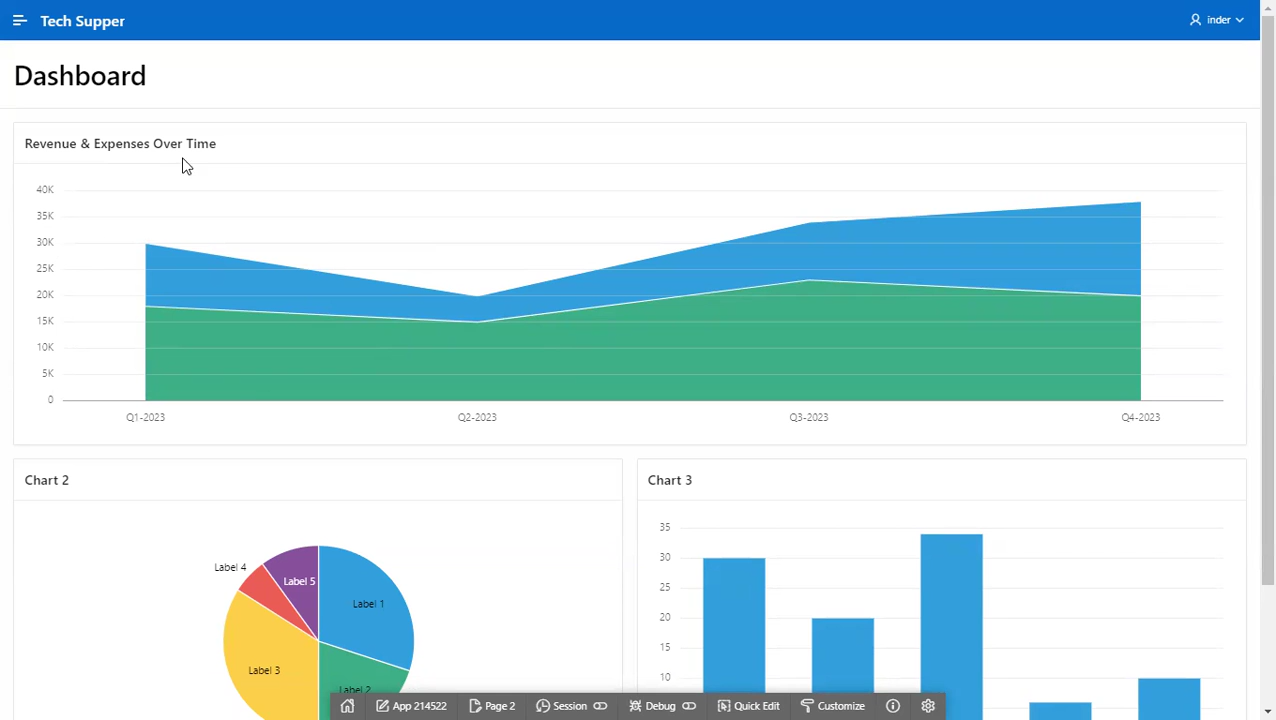 Tech Supper
inder
Dashboard
Revenue & Expenses Over Time
40K
35K
30K
25K
20K
15K
10K
5K
0
Q1-2023 Q2-2023 Q3-2023 Q4-2023
Chart 2
Label 4
Label 5
Label 1
Label 3
Label 2
Chart 3
35
30
25
20
15
10
App 214522 Page 2 Session Debug Quick Edit Customize